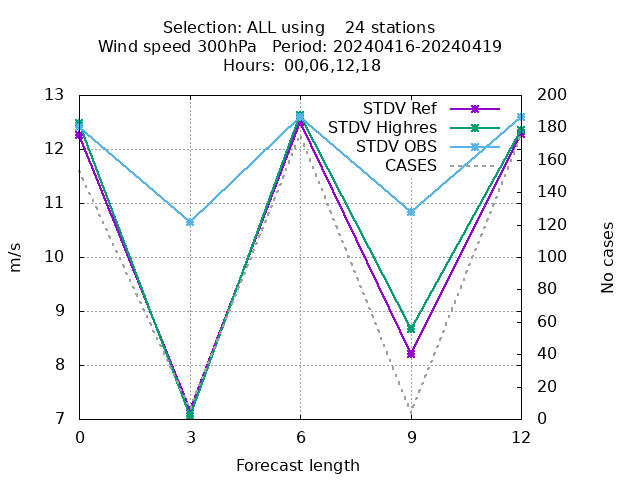 Selection: ALL using    24 stations
Wind speed 300hPa   Period: 20240416-20240419
Hours:  00,06,12,18
STDV Ref
STDV Highres
STDV OBS
CASES
13
12
11
10
9
8
7
m/s
200
180
160
140
120
100
80
60
40
20
0
No cases
0
3
6
9
12
Forecast length